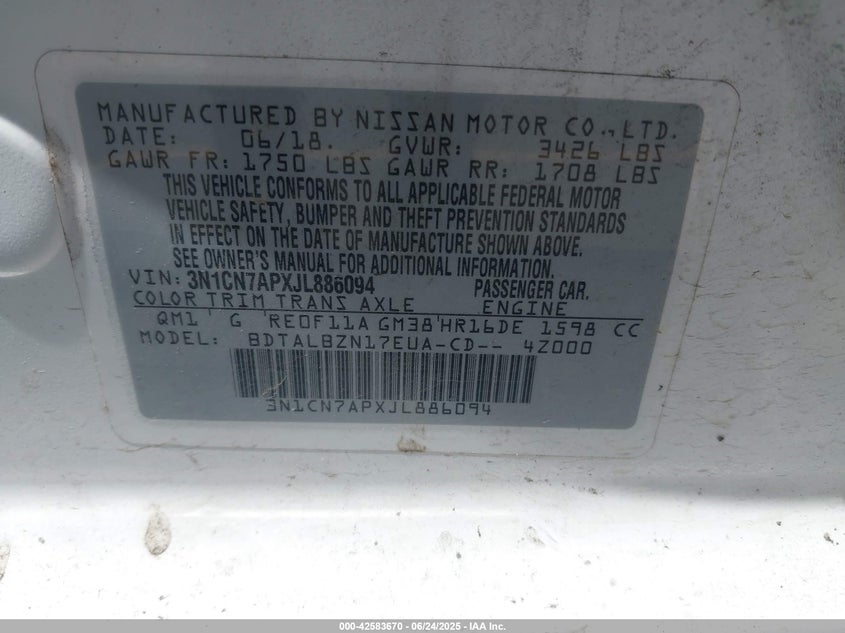 MANUFACTURED BY NISSAN MOTOR CO., LTD.
DATE: 06/18. GVWR: 3426 LBS
GAWR FR: 1750 LBS GAWR RR: 1708 LBS
THIS VEHICLE CONFORMS TO ALL APPLICABLE FEDERAL MOTOR
VEHICLE SAFETY, BUMPER AND THEFT PREVENTION STANDARDS
IN EFFECT ON THE DATE OF MANUFACTURE SHOWN ABOVE.
SEE OWNER'S MANUAL FOR ADDITIONAL INFORMATION.
VIN: 3N1CN7APXJL886094 PASSENGER CAR.
COLOR TRIM TRANS AXLE ENGINE
QM1 G RE0F11A GM38 HR16DE 1598 CC
MODEL: BDTALBZN17EUA-CD-- 4Z000
3N1CN7APXJL886094
000-42583670 - 06/24/2025 - IAA Inc.